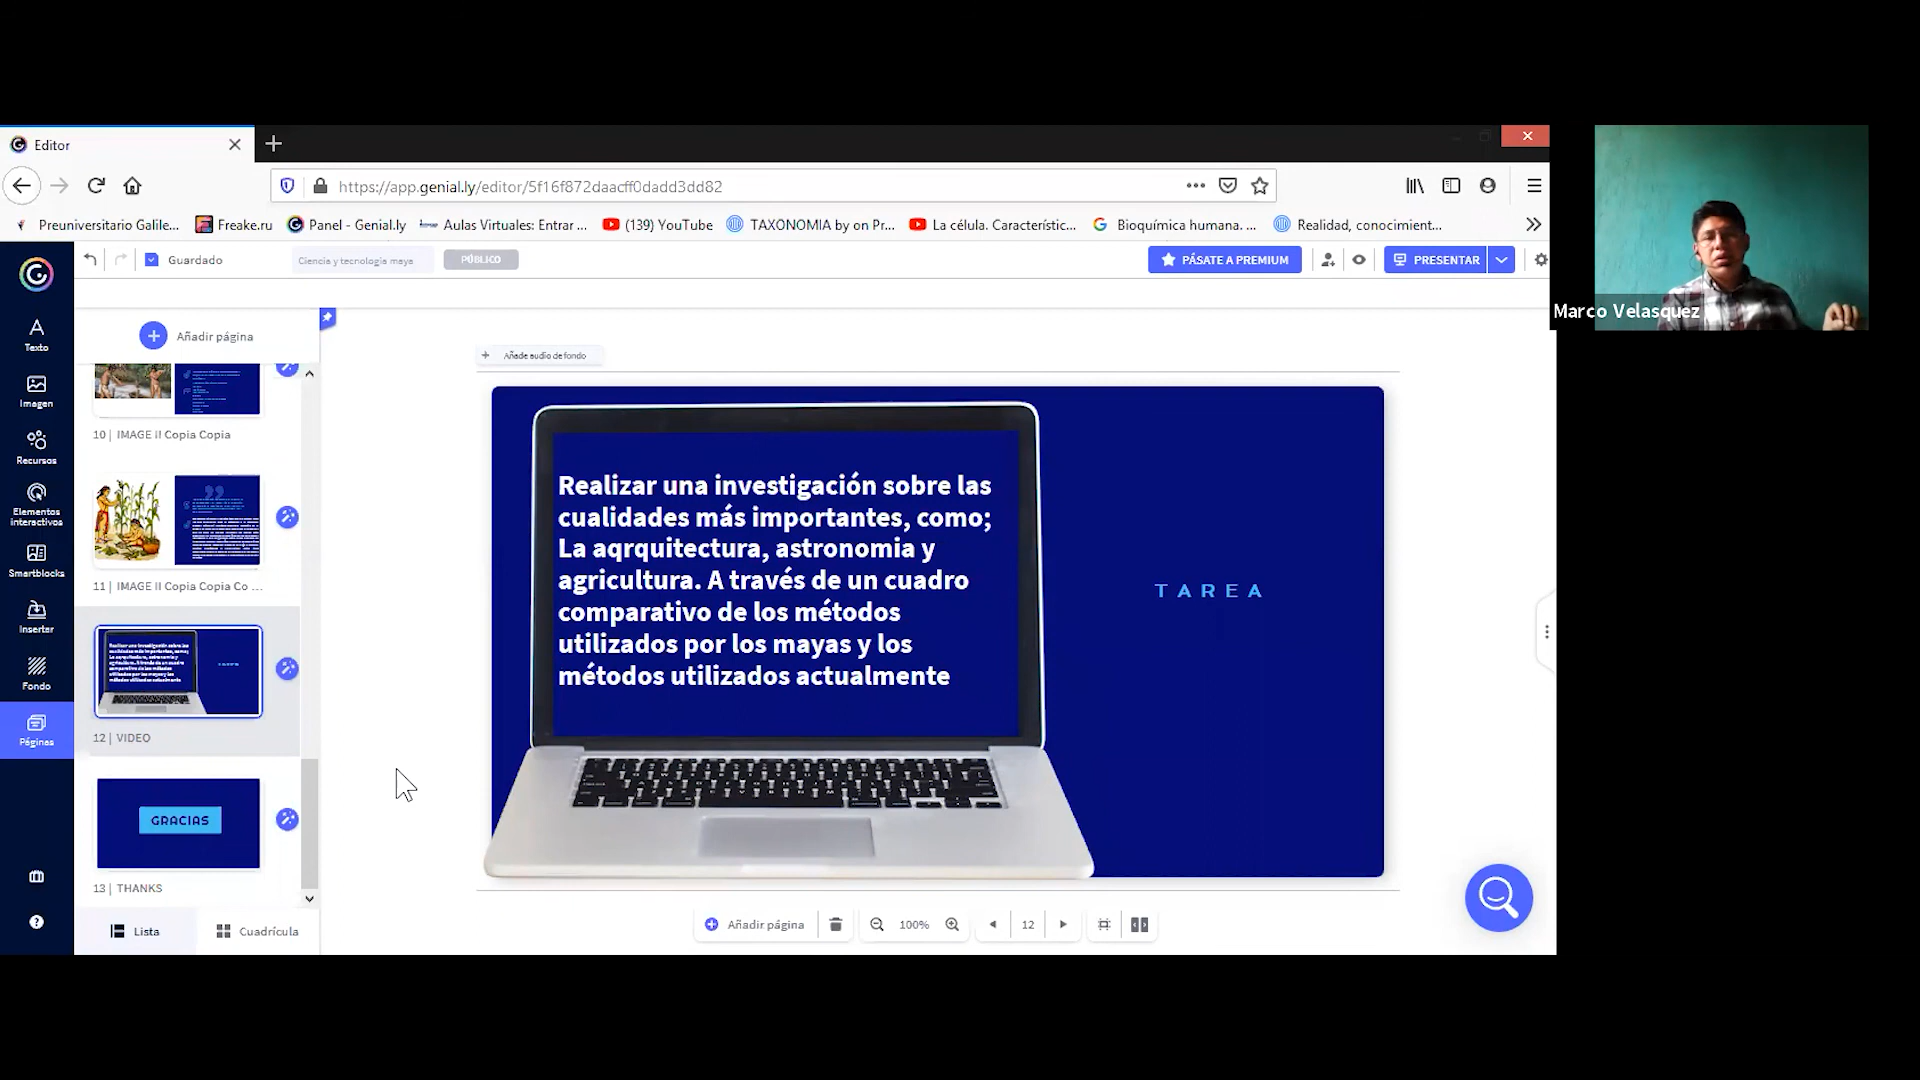 Editor
https://app.genial.ly/editor/5f16f872daacff0dadd3dd82
Preuniversitario Galile...
Freake.ru
Panel - Genial.ly
Aulas Virtuales: Entrar ...
(139) YouTube
TAXONOMIA by on Pr...
La célula. Característic...
Bioquímica humana. ...
Realidad, conocimient...
Guardado
Ciencia y tecnología maya
PÚBLICO
PÁSATE A PREMIUM
PRESENTAR
Marco Velasquez
Texto
Imagen
Recursos
Elementos
interactivos
Smartblocks
Insertar
Fondo
Páginas
Añadir página
10 | IMAGE II Copia Copia
11 | IMAGE II Copia Copia Co ...
12 | VIDEO
GRACIAS
13 | THANKS
Lista
Cuadrícula
Añade audio de fondo
Realizar una investigación sobre las
cualidades más importantes, como;
La aqrquitectura, astronomia y
agricultura. A través de un cuadro
comparativo de los métodos
utilizados por los mayas y los
métodos utilizados actualmente
TAREA
Añadir página
100%
12